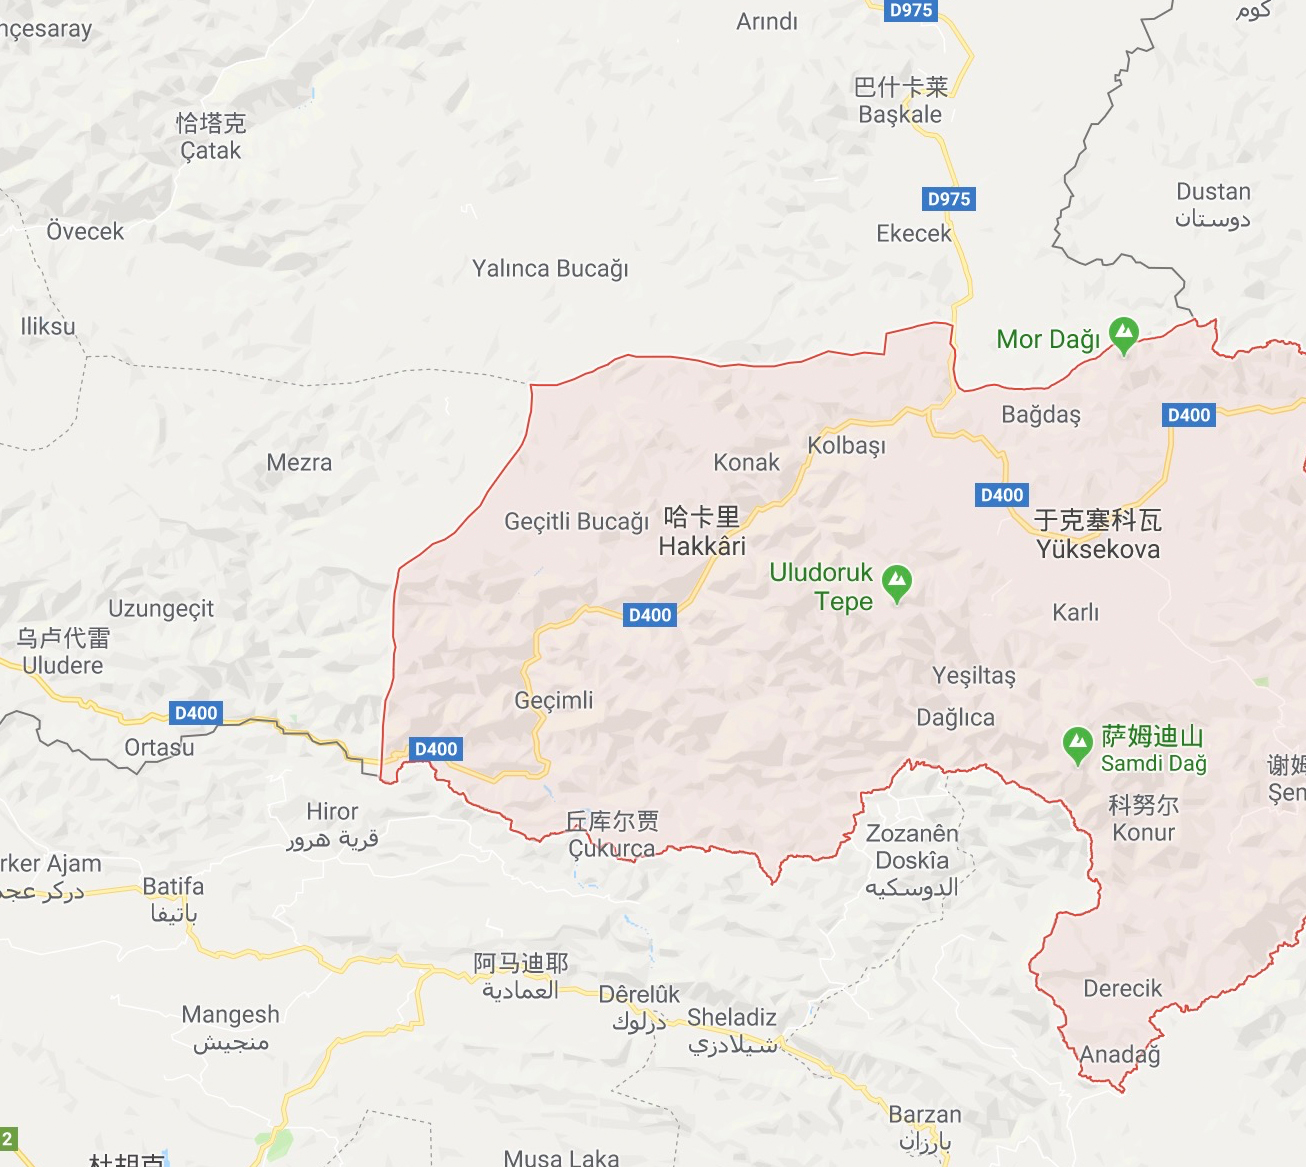 D975
Arındı
كوم
nçesaray
巴什卡莱
Başkale
恰塔克
Çatak
D975
Dustan
دوستان
Övecek
Ekecek
Yalınca Bucağı
Iliksu
Mor Dağı
Bağdaş
D400
Kolbaşı
Mezra
Konak
D400
Geçitli Bucağı
哈卡里
Hakkâri
于克塞科瓦
Yüksekova
Uludoruk
Tepe
Uzungeçit
D400
Karlı
乌卢代雷
Uludere
Yeşiltaş
Geçimli
D400
Dağlıca
Ortasu
D400
萨姆迪山
Samdi Dağ
谢姆
Şen
Hiror
قرية هرور
丘库尔贾
Çukurca
科努尔
Konur
Zozanên
Doskîa
الدوسكيه
rker Ajam
دركر عجم
Batifa
باتيفا
阿马迪耶
العمادية
Dêrelûk
درلوك
Derecik
Mangesh
منجيش
Sheladiz
شيلادزي
Anadağ
Barzan
بارزان
2
杜胡克
Musa Laka